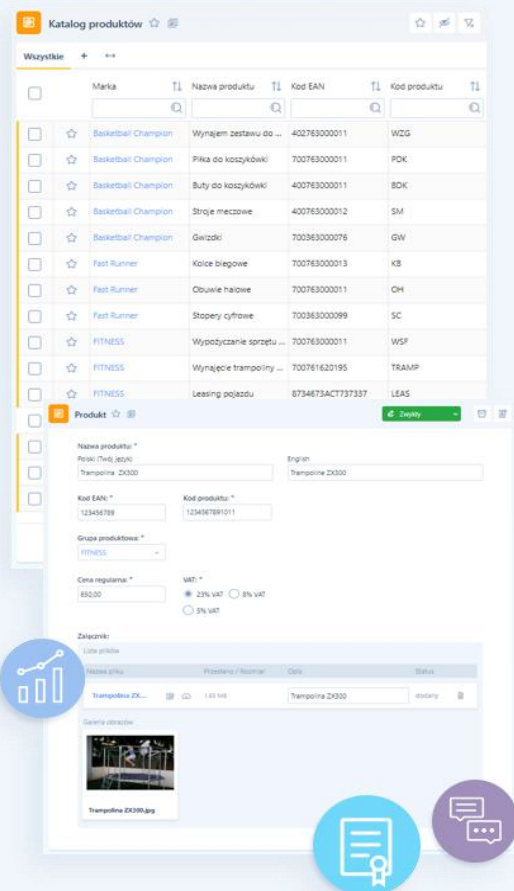 Katalog produktów
Wszystkie
Marka Nazwa produktu Kod EAN Kod produktu
Basketball Champion Wynajem zestawu do ... 402763000011 WZG
Basketball Champion Piłka do koszykówki 700763000011 PDK
Basketball Champion Buty do koszykówki 400763000011 BDK
Basketball Champion Stroje meczowe 400763000012 SM
Basketball Champion Gwizdki 700363000076 GW
Fast Runner Kolce biegowe 700763000013 KB
Fast Runner Obuwie halowe 700763000011 OH
Fast Runner Stopery cyfrowe 700363000099 SC
FITNESS Wypożyczanie sprzętu ... 700763000011 WSF
FITNESS Wynajęcie trampoliny ... 700761620195 TRAMP
FITNESS Leasing pojazdu 8734673ACT737337 LEAS
Produkt Zwykły
Nazwa produktu: *
Polski (Twój język) English
Trampolina ZX300 Trampoline ZX300
Kod EAN: * Kod produktu: *
123456789 1234567891011
Grupa produktowa: *
FITNESS
Cena regularna: * VAT: *
650,00 23% VAT 8% VAT
5% VAT
Załącznik:
Lista plików
Nazwa pliku Przesłano / Rozmiar Opis Status
Trampolina ZX... MB Trampolina ZX300 dodany
Galeria obrazów
Trampolina ZX300.jpg